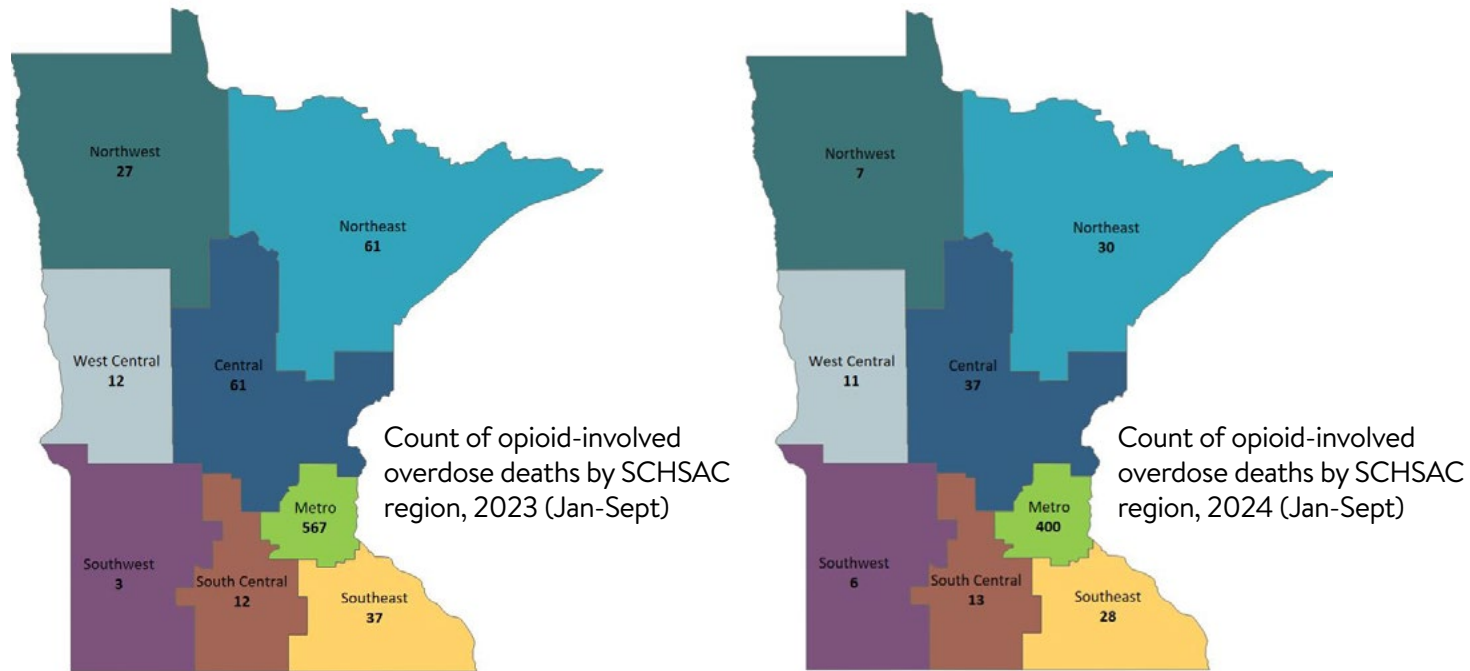 Northwest
27
Northeast
61
West Central
12
Central
61
Count of opioid-involved
overdose deaths by SCHSAC
region, 2023 (Jan-Sept)
Metro
567
Southwest
3
South Central
12
Southeast
37
Northwest
7
Northeast
30
West Central
11
Central
37
Count of opioid-involved
overdose deaths by SCHSAC
region, 2024 (Jan-Sept)
Metro
400
Southwest
6
South Central
13
Southeast
28